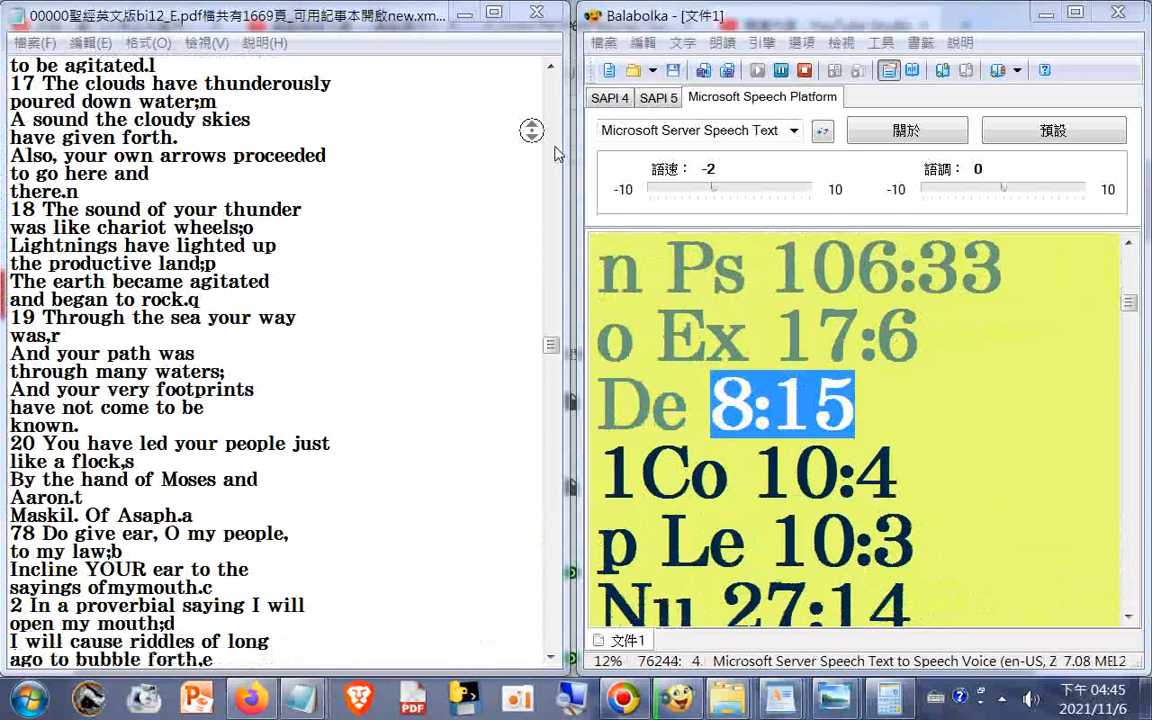 00000聖經英文版bi12_E.pdf檔共有1669頁_可用記事本開啟new.xm...
檔案(F) 編輯(E) 格式(O) 檢視(V) 說明(H)
to be agitated.l
17 The clouds have thunderously
poured down water;m
A sound the cloudy skies
have given forth.
Also, your own arrows proceeded
to go here and
there.n
18 The sound of your thunder
was like chariot wheels;o
Lightnings have lighted up
the productive land;p
The earth became agitated
and began to rock.q
19 Through the sea your way
was,r
And your path was
through many waters;
And your very footprints
have not come to be
known.
20 You have led your people just
like a flock,s
By the hand of Moses and
Aaron.t
Maskil. Of Asaph.a
78 Do give ear, O my people,
to my law;b
Incline YOUR ear to the
sayings ofmymouth.c
2 In a proverbial saying I will
open my mouth;d
I will cause riddles of long
ago to bubble forth,e
Balabolka - [文件1]
檔案 編輯 文字 朗讀 引擎 選項 檢視 工具 書籤 說明
SAPI 4 SAPI 5 Microsoft Speech Platform
Microsoft Server Speech Text 關於 預設
語速: -2 語調: 0
-10 10 -10 10
n Ps 106:33
o Ex 17:6
De 8:15
1Co 10:4
p Le 10:3
Nu 27:14
文件1
12% 76244: 4 Microsoft Server Speech Text to Speech Voice (en-US, Z 7.08 ME12
PDF
下午 04:45
2021/11/6